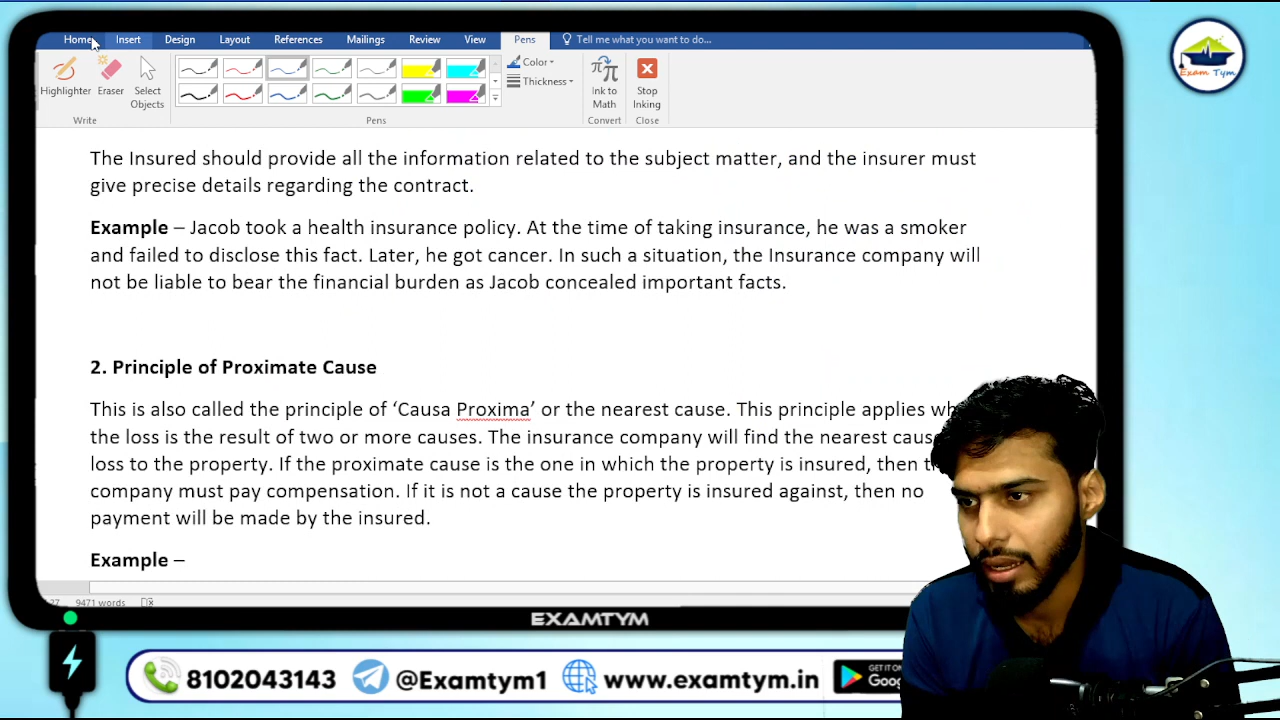 Home Insert Design Layout References Mailings Review View Pens Tell me what you want to do...
Highlighter Eraser Select Objects
Color
Thickness
Ink to Math
Stop Inking
Write Pens Convert Close
Exam Tym
The Insured should provide all the information related to the subject matter, and the insurer must
give precise details regarding the contract.
Example – Jacob took a health insurance policy. At the time of taking insurance, he was a smoker
and failed to disclose this fact. Later, he got cancer. In such a situation, the Insurance company will
not be liable to bear the financial burden as Jacob concealed important facts.
2. Principle of Proximate Cause
This is also called the principle of ‘Causa Proxima’ or the nearest cause. This principle applies
the loss is the result of two or more causes. The insurance company will find the nearest
loss to the property. If the proximate cause is the one in which the property is insured, then
company must pay compensation. If it is not a cause the property is insured against, then no
payment will be made by the insured.
Example –
9471 words
EXAMTYM
8102043143 @Examtym1 www.examtym.in GET IT ON